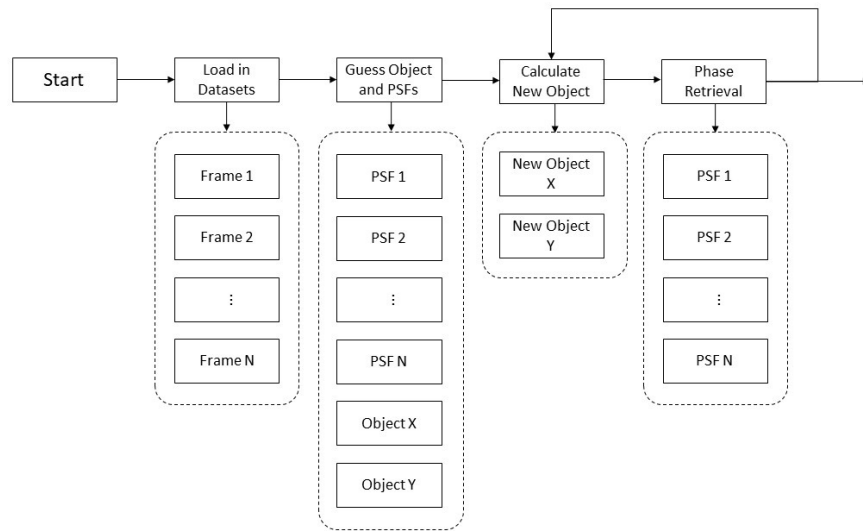 Start
Load in
Datasets
Guess Object
and PSFs
Calculate
New Object
Phase
Retrieval
Frame 1
Frame 2
⋮
Frame N
PSF 1
PSF 2
⋮
PSF N
Object X
Object Y
New Object
X
New Object
Y
PSF 1
PSF 2
⋮
PSF N